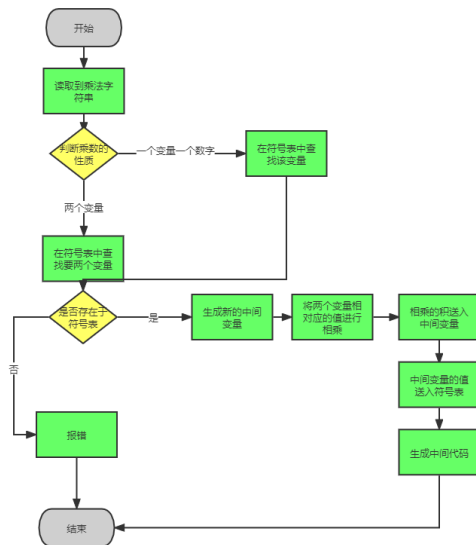 开始
读取到乘法字
符串
判断乘数的
性质
一个变量一个数字
在符号表中查
找该变量
两个变量
在符号表中查
找要两个变量
是否存在于
符号表
是
生成新的中间
变量
将两个变量相
对应的值进行
相乘
相乘的积送入
中间变量
否
中间变量的值
送入符号表
报错
生成中间代码
结束